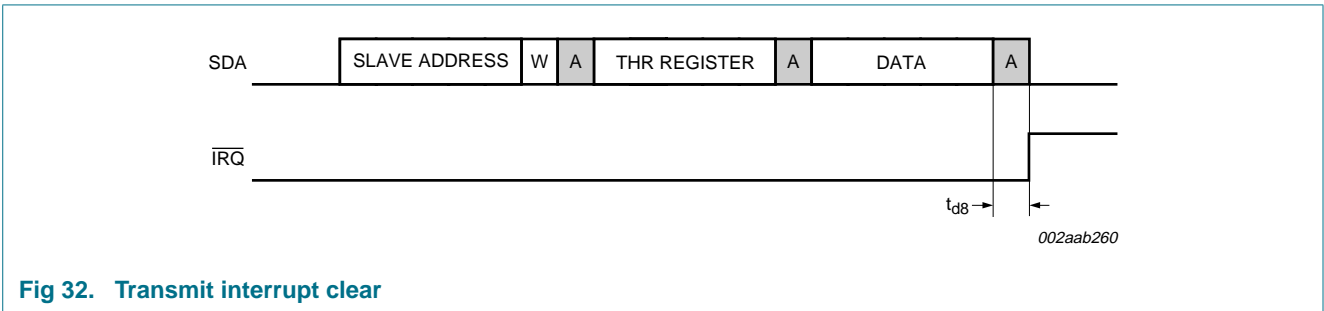 SDA SLAVE ADDRESS W A THR REGISTER A DATA A
IRQ
td8
002aab260
Fig 32. Transmit interrupt clear